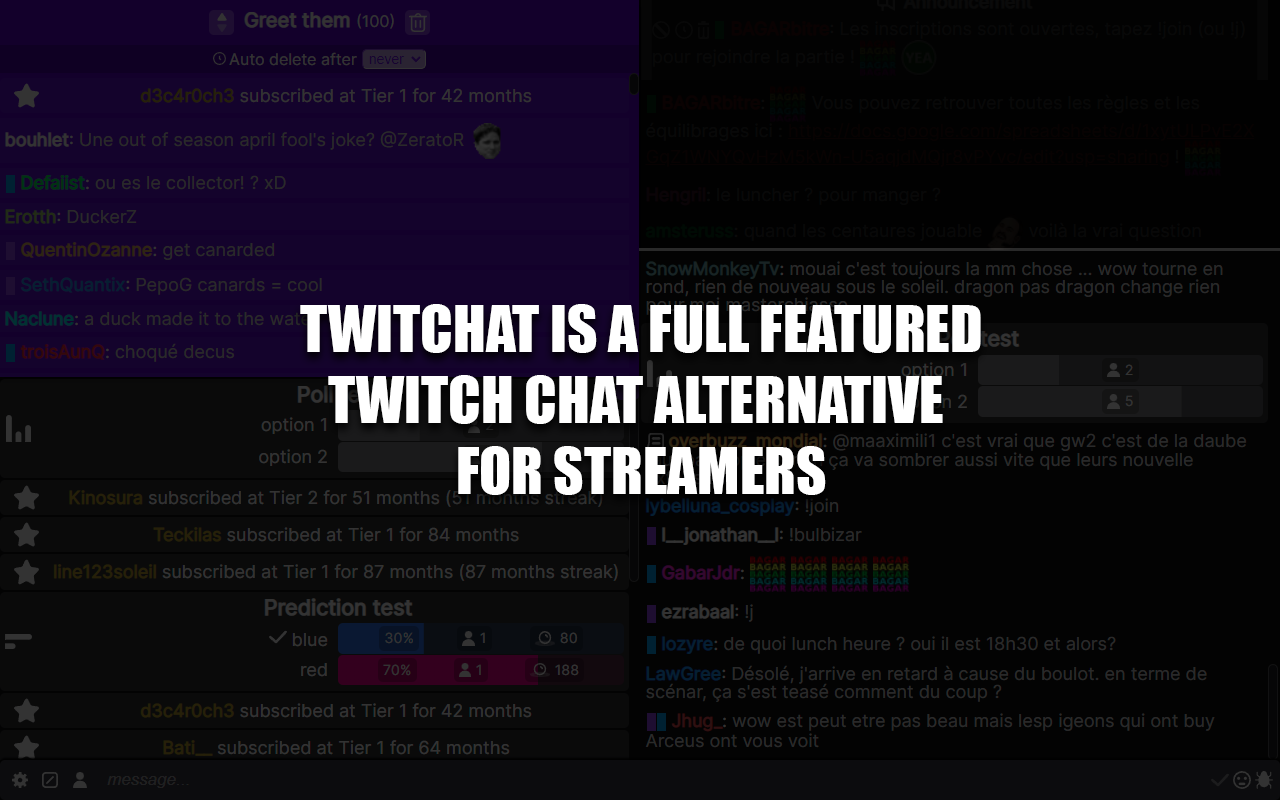 Greet them (100)
Auto delete after never
d3c4r0ch3 subscribed at Tier 1 for 42 months
bouhlet: Une out of season april fool's joke? @ZeratoR
Defalist: ou es le collector! ? xD
Erotth: DuckerZ
QuentinOzanne: get canarded
SethQuantix: PepoG canards = cool
Naclune: a duck made it to the
troisAunQ: choqué decus
TWITCHAT IS A FULL FEATURED
TWITCH CHAT ALTERNATIVE
FOR STREAMERS
option 1
option 2
Kinosura subscribed at Tier 2 for 51 months (51 months streak)
Teckilas subscribed at Tier 1 for 84 months
line123soleil subscribed at Tier 1 for 87 months (87 months streak)
Prediction test
blue 30% 1 80
red 70% 1 188
d3c4r0ch3 subscribed at Tier 1 for 42 months
Bati__ subscribed at Tier 1 for 64 months
message...
Announcement
Les inscriptions sont ouvertes, tapez !join (ou !j)
pour rejoindre la partie ! YEA
Vous pouvez retrouver toutes les règles et les
équilibrages ici :
Hengrit: le luncher ? pour manger ?
amsteruss: quand les centaures jouable voilà la vrai question
SnowMonkeyTv: mouai c'est toujours la mm chose ... wow tourne en
rond, rien de nouveau sous le soleil. dragon pas dragon change rien
pour moi
test
option 1 2
2 5
overbuzz_mondial: @maaximili1 c'est vrai que gw2 c'est de la daube
ça va sombrer aussi vite que leurs nouvelle
lybelluna_cosplay: !join
l__jonathan__l: !bulbizar
GabarJdr: BAGAR BAGAR BAGAR BAGAR
ezrabaal: !j
lozyre: de quoi lunch heure ? oui il est 18h30 et alors?
LawGree: Désolé, j'arrive en retard à cause du boulot. en terme de
scénar, ça s'est teasé comment du coup ?
Jhug_: wow est peut etre pas beau mais lesp igeons qui ont buy
Arceus ont vous voit